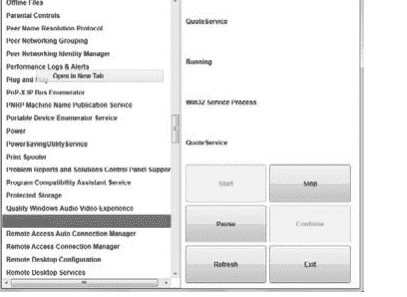 Offline Files
Parental Controls
Peer Name Resolution Protocol
Peer Networking Grouping
Peer Networking Identity Manager
Performance Logs & Alerts
Plug and
Open in New Tab
PnP-X IP Bus Enumerator
PNRP Machine Name Publication Service
Portable Device Enumerator Service
Power
PowerSavingUtilityService
Print Spooler
Problem Reports and Solutions Control Panel Suppor
Program Compatibility Assistant Service
Protected Storage
Quality Windows Audio Video Experience
Remote Access Auto Connection Manager
Remote Access Connection Manager
Remote Desktop Configuration
Remote Desktop Services
QuoteService
Running
Win32 Service Process
QuoteService
Start
Stop
Pause
Continue
Refresh
Exit